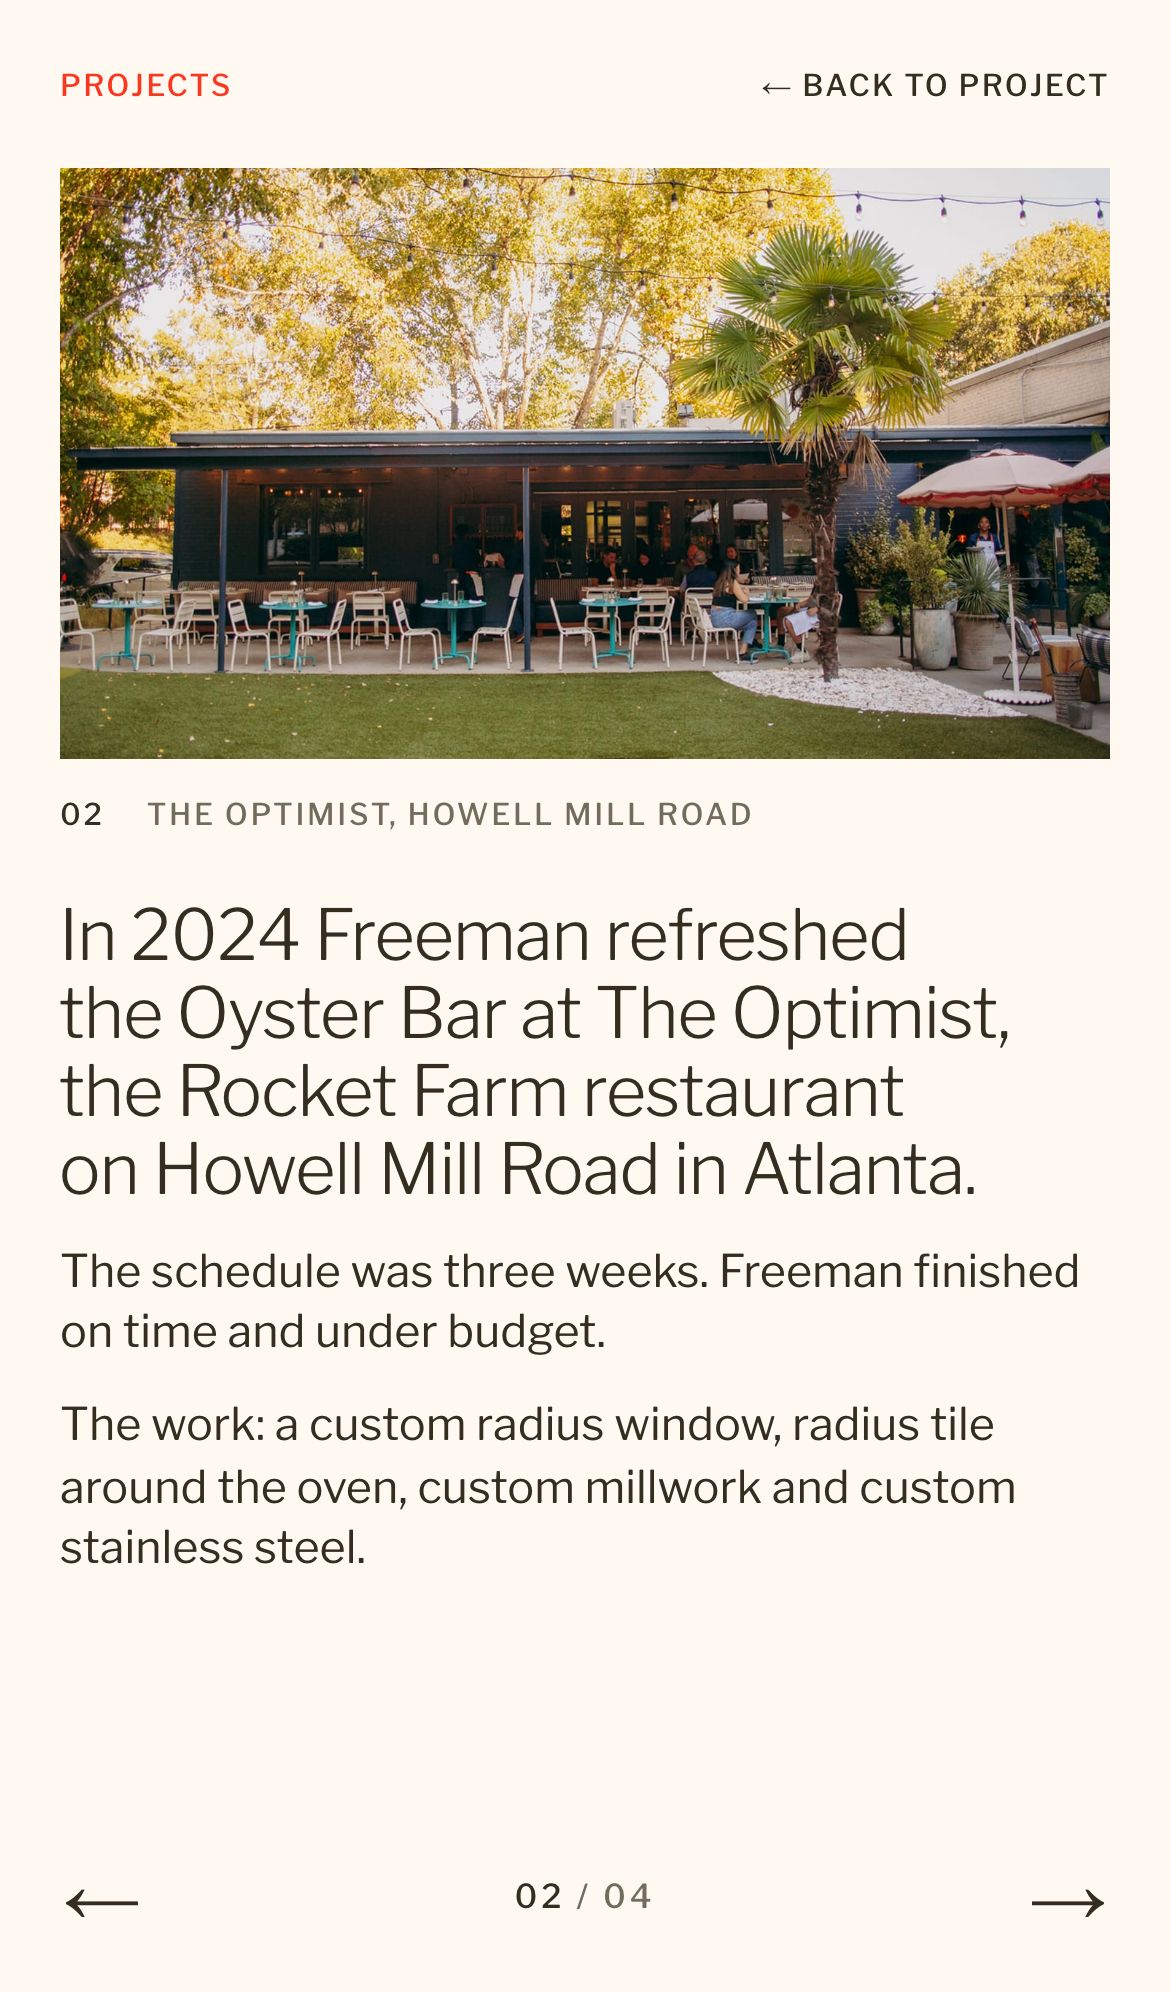 PROJECTS
← BACK TO PROJECT
02 THE OPTIMIST, HOWELL MILL ROAD
In 2024 Freeman refreshed
the Oyster Bar at The Optimist,
the Rocket Farm restaurant
on Howell Mill Road in Atlanta.
The schedule was three weeks. Freeman finished
on time and under budget.
The work: a custom radius window, radius tile
around the oven, custom millwork and custom
stainless steel.
← 02 / 04 →